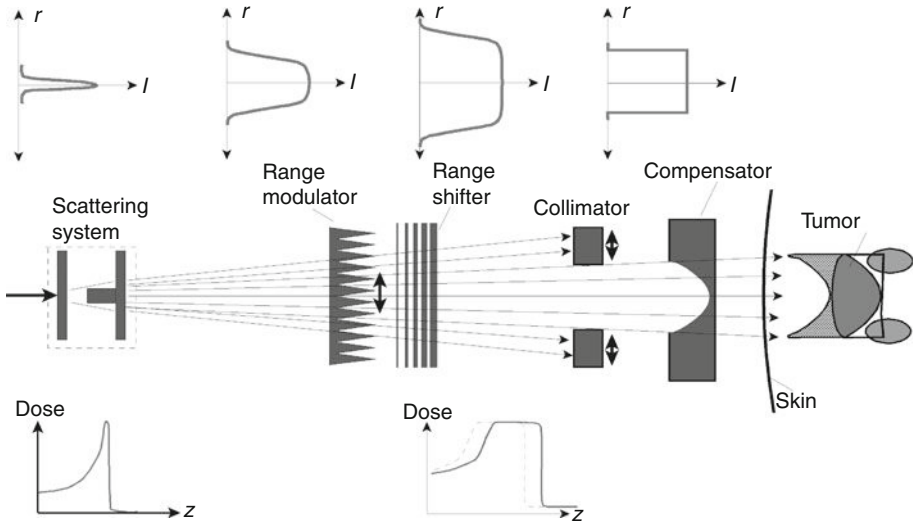 r
r
r
r
I
I
I
I
Range
modulator
Range
shifter
Compensator
Scattering
system
Collimator
Tumor
Skin
Dose
z
Dose
z